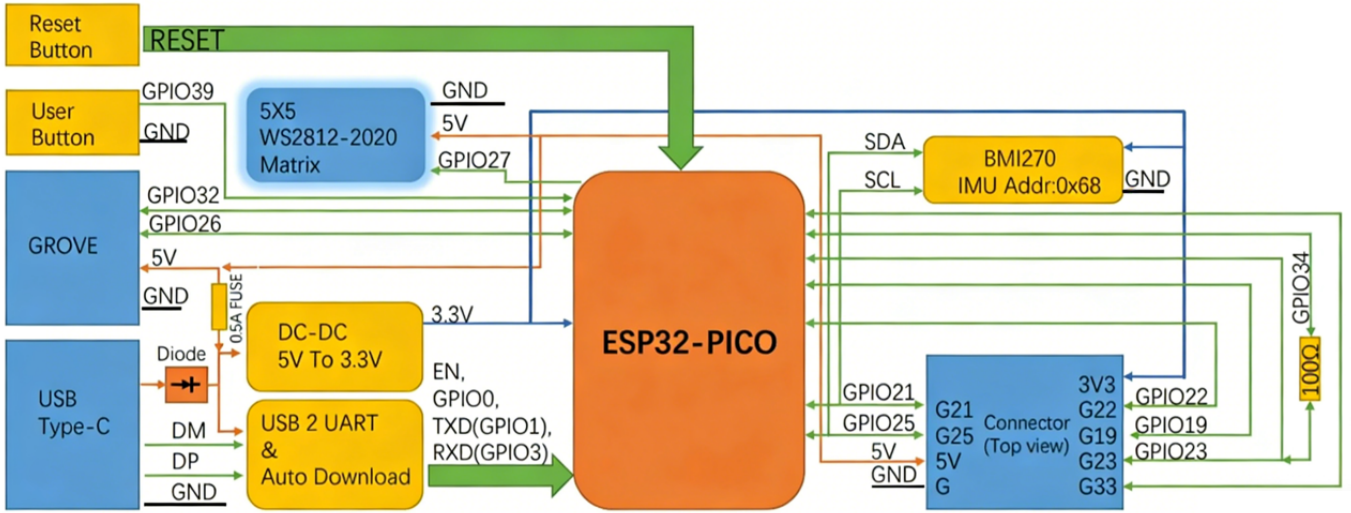 Reset
Button
RESET
User
Button
GPIO39
GND
5X5
WS2812-2020
Matrix
GND
5V
GPIO27
GROVE
GPIO32
GPIO26
5V
GND
0.5A FUSE
DC-DC
5V To 3.3V
3.3V
USB
Type-C
Diode
DM
DP
GND
USB 2 UART
&
Auto Download
EN,
GPIO0,
TXD(GPIO1),
RXD(GPIO3)
ESP32-PICO
SDA
SCL
BMI270
IMU Addr:0x68
GND
GPIO34
100Ω
GPIO21
GPIO25
5V
GND
G21
G25
5V
G
Connector
(Top view)
3V3
G22
G19
G23
G33
GPIO22
GPIO19
GPIO23